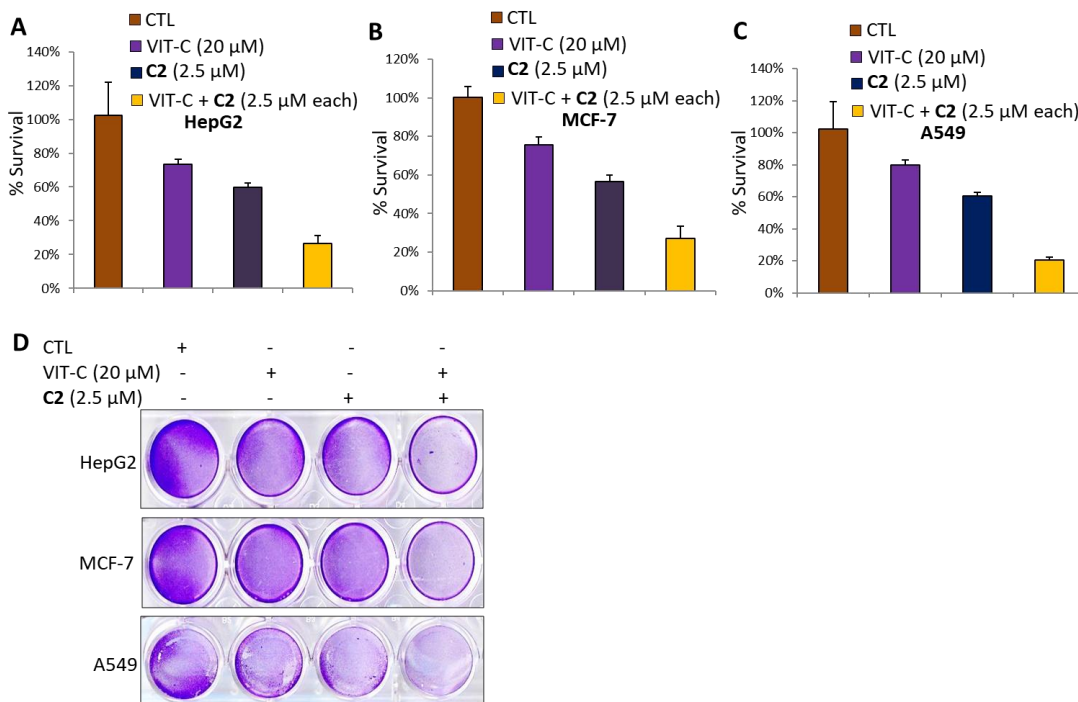 A
CTL
VIT-C (20 µM)
C2 (2.5 µM)
VIT-C + C2 (2.5 µM each)
HepG2
% Survival
140%
120%
100%
80%
60%
40%
20%
0%
B
CTL
VIT-C (20 µM)
C2 (2.5 µM)
VIT-C + C2 (2.5 µM each)
MCF-7
% Survival
120%
100%
80%
60%
40%
20%
0%
C
CTL
VIT-C (20 µM)
C2 (2.5 µM)
VIT-C + C2 (2.5 µM each)
A549
% Survival
140%
120%
100%
80%
60%
40%
20%
0%
D
CTL + - - -
VIT-C (20 µM) - + - +
C2 (2.5 µM) - - + +
HepG2
MCF-7
A549